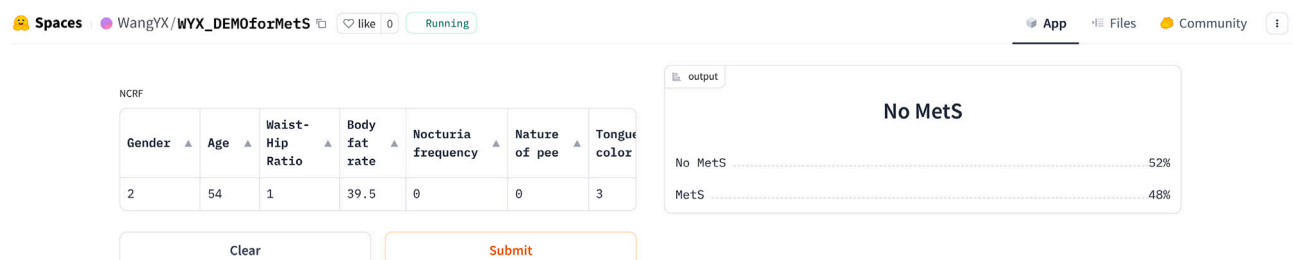 Spaces WangYX/WYX_DEMOforMetS like 0 Running App Files Community
NCRF
Gender Age Waist-Hip Ratio Body fat rate Nocturia frequency Nature of pee Tongue color
2 54 1 39.5 0 0 3
Clear Submit
output
No MetS
No MetS 52%
MetS 48%